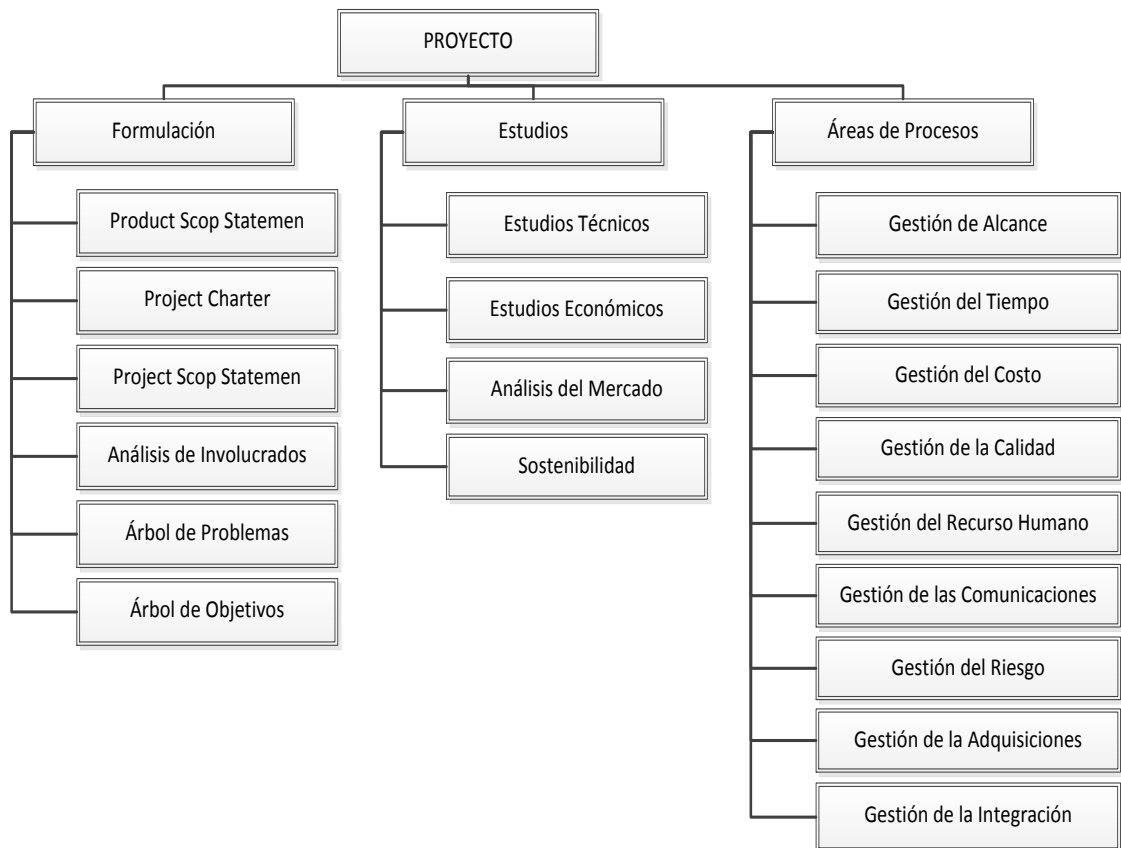 PROYECTO
Formulación
Estudios
Áreas de Procesos
Product Scop Statemen
Project Charter
Project Scop Statemen
Análisis de Involucrados
Árbol de Problemas
Árbol de Objetivos
Estudios Técnicos
Estudios Económicos
Análisis del Mercado
Sostenibilidad
Gestión de Alcance
Gestión del Tiempo
Gestión del Costo
Gestión de la Calidad
Gestión del Recurso Humano
Gestión de las Comunicaciones
Gestión del Riesgo
Gestión de la Adquisiciones
Gestión de la Integración